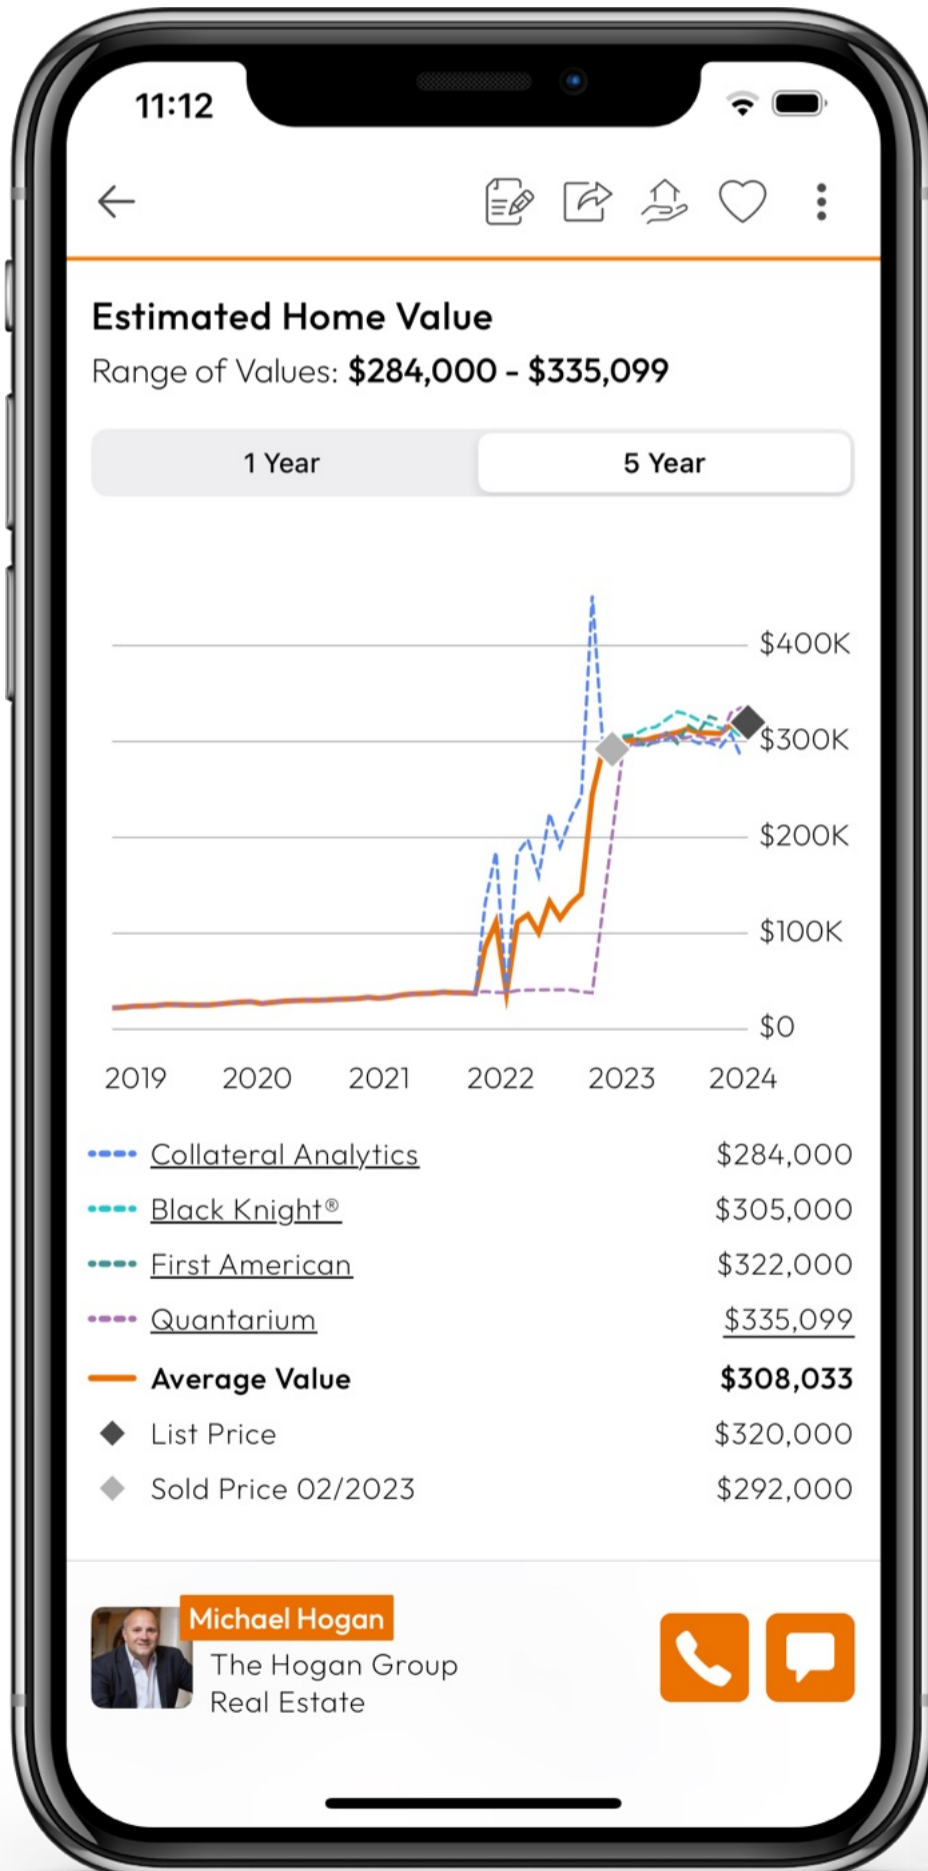 11:12
Estimated Home Value
Range of Values: $284,000 - $335,099
1 Year 5 Year
$400K
$300K
$200K
$100K
$0
2019 2020 2021 2022 2023 2024
Collateral Analytics $284,000
Black Knight® $305,000
First American $322,000
Quantarium $335,099
Average Value $308,033
List Price $320,000
Sold Price 02/2023 $292,000
Michael Hogan
The Hogan Group
Real Estate